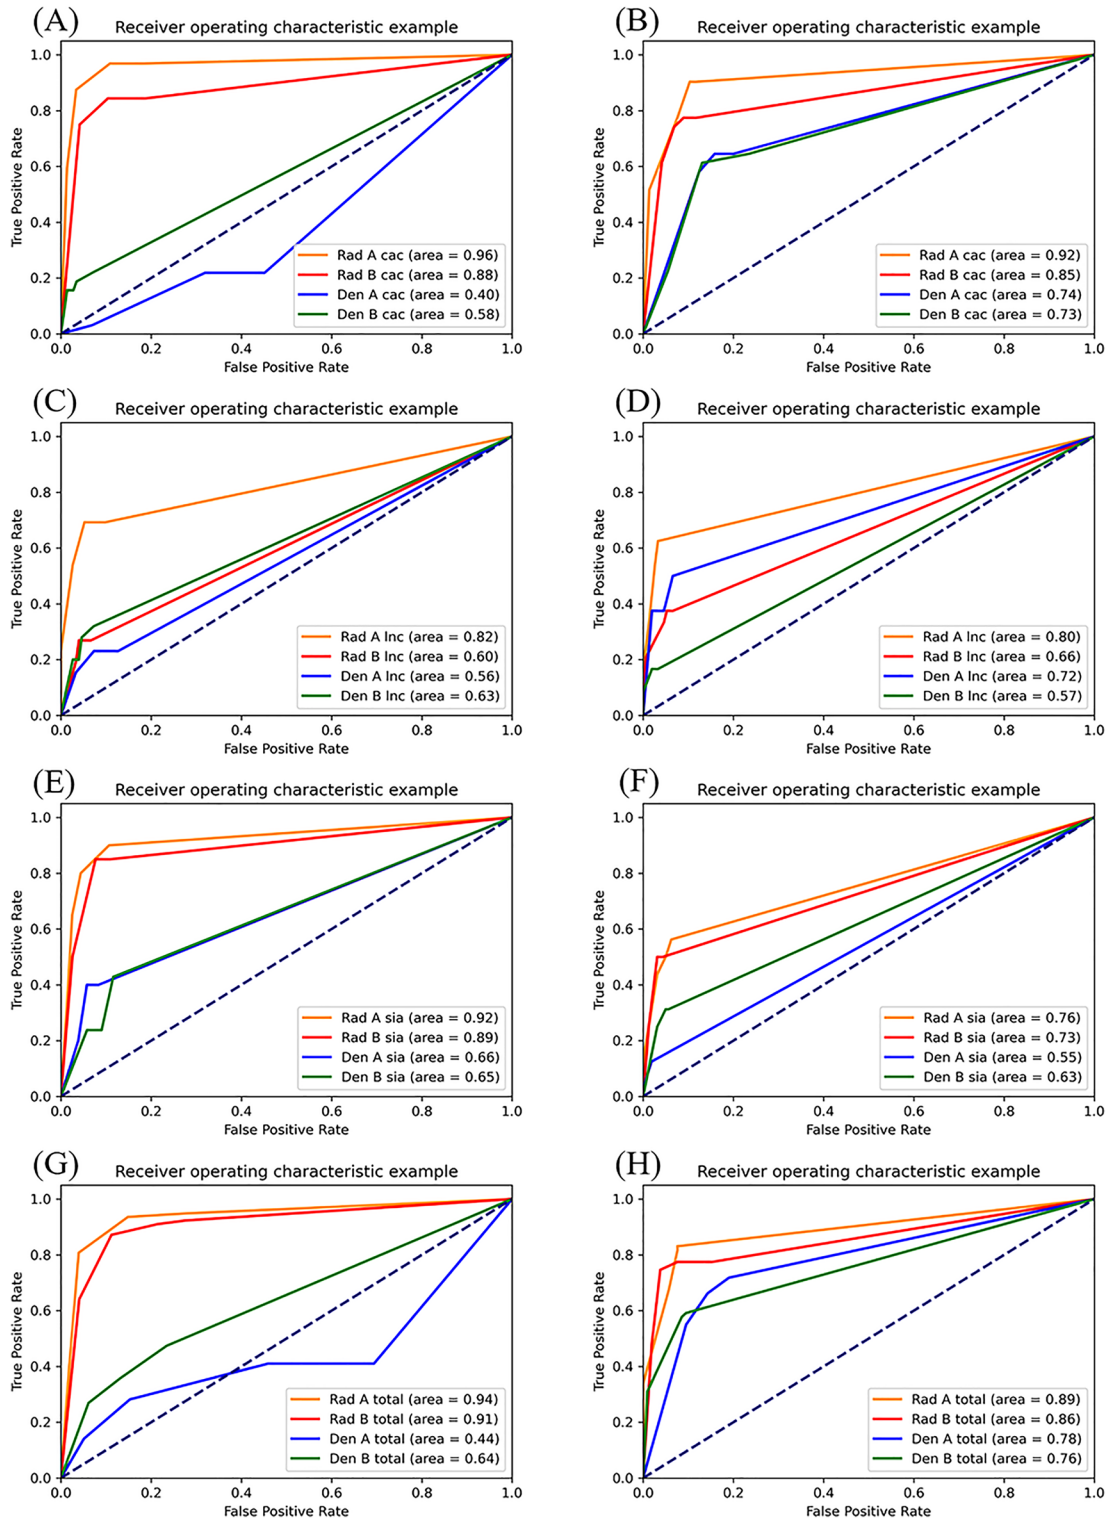 (A)
Receiver operating characteristic example
True Positive Rate
1.0
0.8
0.6
0.4
0.2
0.0
Rad A cac (area = 0.96)
Rad B cac (area = 0.88)
Den A cac (area = 0.40)
Den B cac (area = 0.58)
0.0 0.2 0.4 0.6 0.8 1.0
False Positive Rate
(B)
Receiver operating characteristic example
True Positive Rate
1.0
0.8
0.6
0.4
0.2
0.0
Rad A cac (area = 0.92)
Rad B cac (area = 0.85)
Den A cac (area = 0.74)
Den B cac (area = 0.73)
0.0 0.2 0.4 0.6 0.8 1.0
False Positive Rate
(C)
Receiver operating characteristic example
True Positive Rate
1.0
0.8
0.6
0.4
0.2
0.0
Rad A lnc (area = 0.82)
Rad B lnc (area = 0.60)
Den A lnc (area = 0.56)
Den B lnc (area = 0.63)
0.0 0.2 0.4 0.6 0.8 1.0
False Positive Rate
(D)
Receiver operating characteristic example
True Positive Rate
1.0
0.8
0.6
0.4
0.2
0.0
Rad A lnc (area = 0.80)
Rad B lnc (area = 0.66)
Den A lnc (area = 0.72)
Den B lnc (area = 0.57)
0.0 0.2 0.4 0.6 0.8 1.0
False Positive Rate
(E)
Receiver operating characteristic example
True Positive Rate
1.0
0.8
0.6
0.4
0.2
0.0
Rad A sia (area = 0.92)
Rad B sia (area = 0.89)
Den A sia (area = 0.66)
Den B sia (area = 0.65)
0.0 0.2 0.4 0.6 0.8 1.0
False Positive Rate
(F)
Receiver operating characteristic example
True Positive Rate
1.0
0.8
0.6
0.4
0.2
0.0
Rad A sia (area = 0.76)
Rad B sia (area = 0.73)
Den A sia (area = 0.55)
Den B sia (area = 0.63)
0.0 0.2 0.4 0.6 0.8 1.0
False Positive Rate
(G)
Receiver operating characteristic example
True Positive Rate
1.0
0.8
0.6
0.4
0.2
0.0
Rad A total (area = 0.94)
Rad B total (area = 0.91)
Den A total (area = 0.44)
Den B total (area = 0.64)
0.0 0.2 0.4 0.6 0.8 1.0
False Positive Rate
(H)
Receiver operating characteristic example
True Positive Rate
1.0
0.8
0.6
0.4
0.2
0.0
Rad A total (area = 0.89)
Rad B total (area = 0.86)
Den A total (area = 0.78)
Den B total (area = 0.76)
0.0 0.2 0.4 0.6 0.8 1.0
False Positive Rate